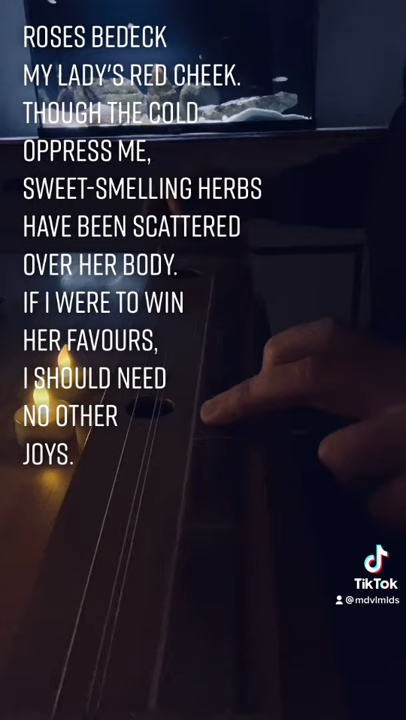 ROSES BEDECK
MY LADY'S RED CHEEK.
THOUGH THE COLD
OPPRESS ME,
SWEET-SMELLING HERBS
HAVE BEEN SCATTERED
OVER HER BODY.
IF I WERE TO WIN
HER FAVOURS,
I SHOULD NEED
NO OTHER
JOYS.
TikTok
@mdvlmlds